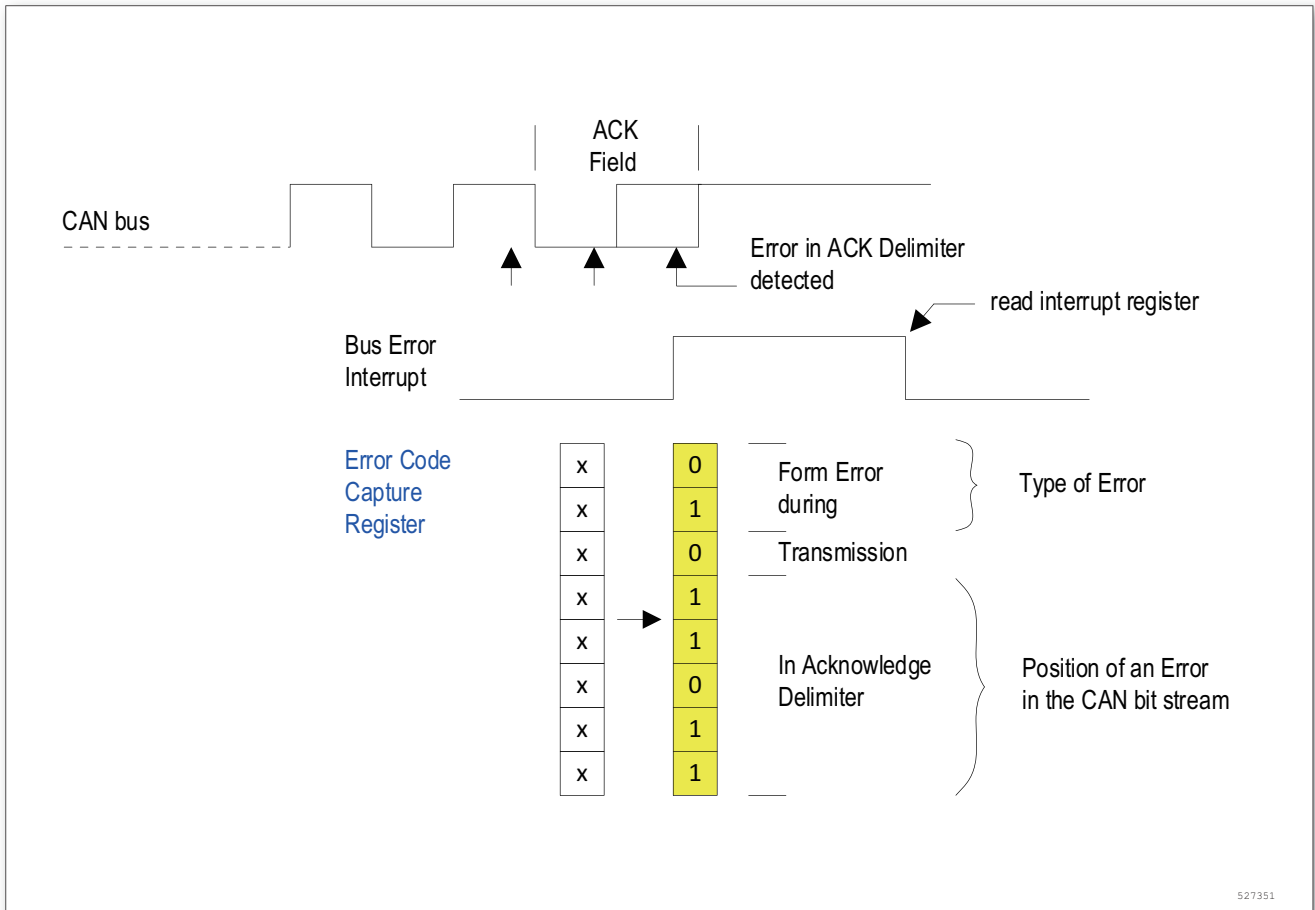 ACK
Field
CAN bus
Error in ACK Delimiter
detected
read interrupt register
Bus Error
Interrupt
Error Code
Capture
Register
x
x
x
x
x
x
x
x
0
1
0
1
1
0
1
1
Form Error
during
Transmission
In Acknowledge
Delimiter
Type of Error
Position of an Error
in the CAN bit stream
527351